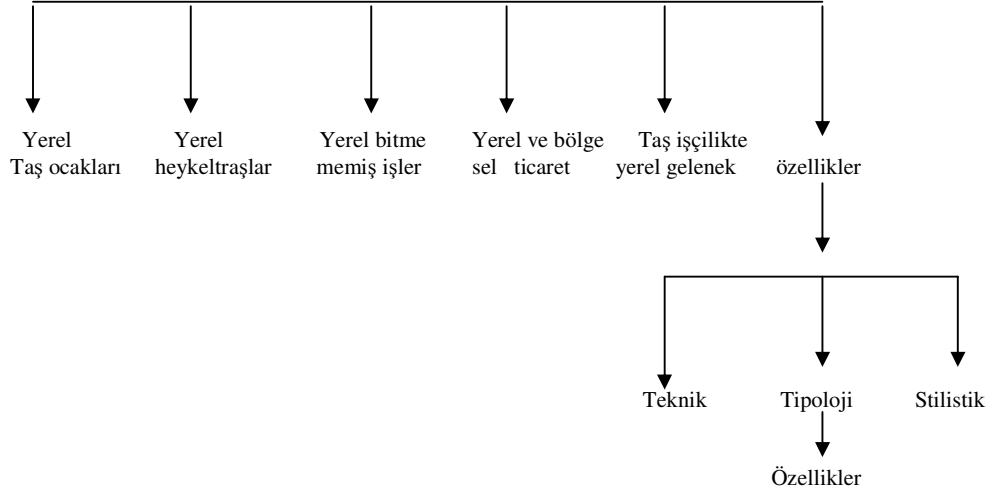 Yerel Yerel Yerel bitme Yerel ve bölge Taş işçilikte
Taş ocakları heykeltraşlar memiş işler sel ticaret yerel gelenek özellikler
Teknik Tipoloji Stilistik
Özellikler